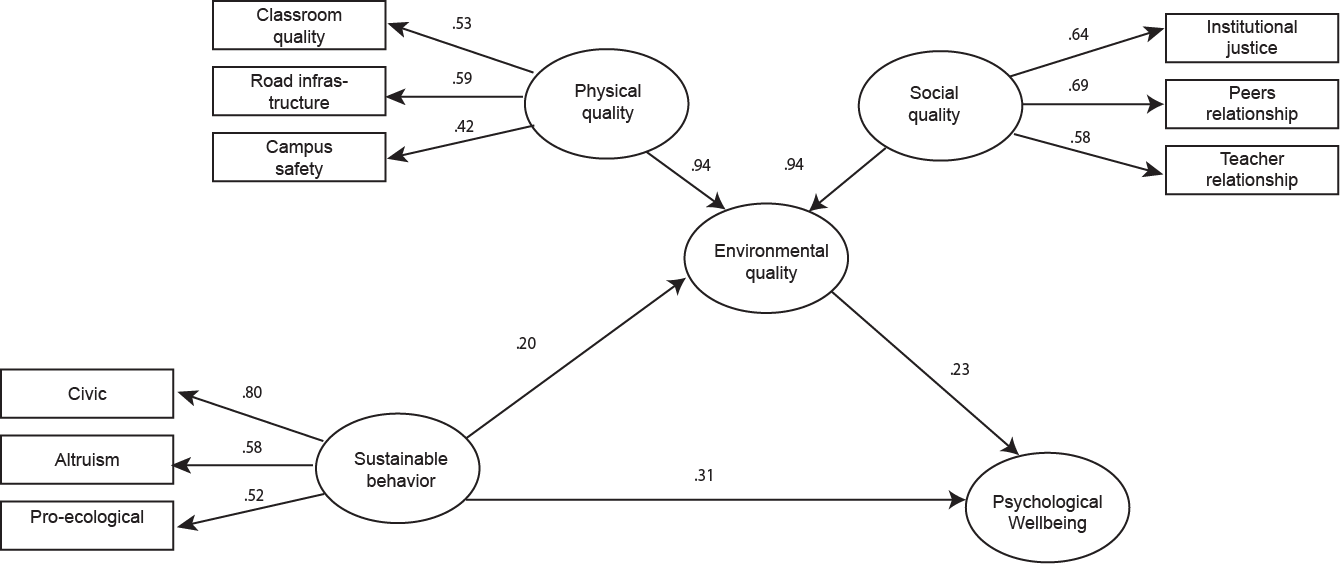 Classroom
quality
.53
Road infras-
tructure
.59
Campus
safety
.42
Physical
quality
Social
quality
.64
Institutional
justice
.69
Peers
relationship
.58
Teacher
relationship
.94
.94
Environmental
quality
.20
.23
Civic
.80
Altruism
.58
Pro-ecological
.52
Sustainable
behavior
.31
Psychological
Wellbeing